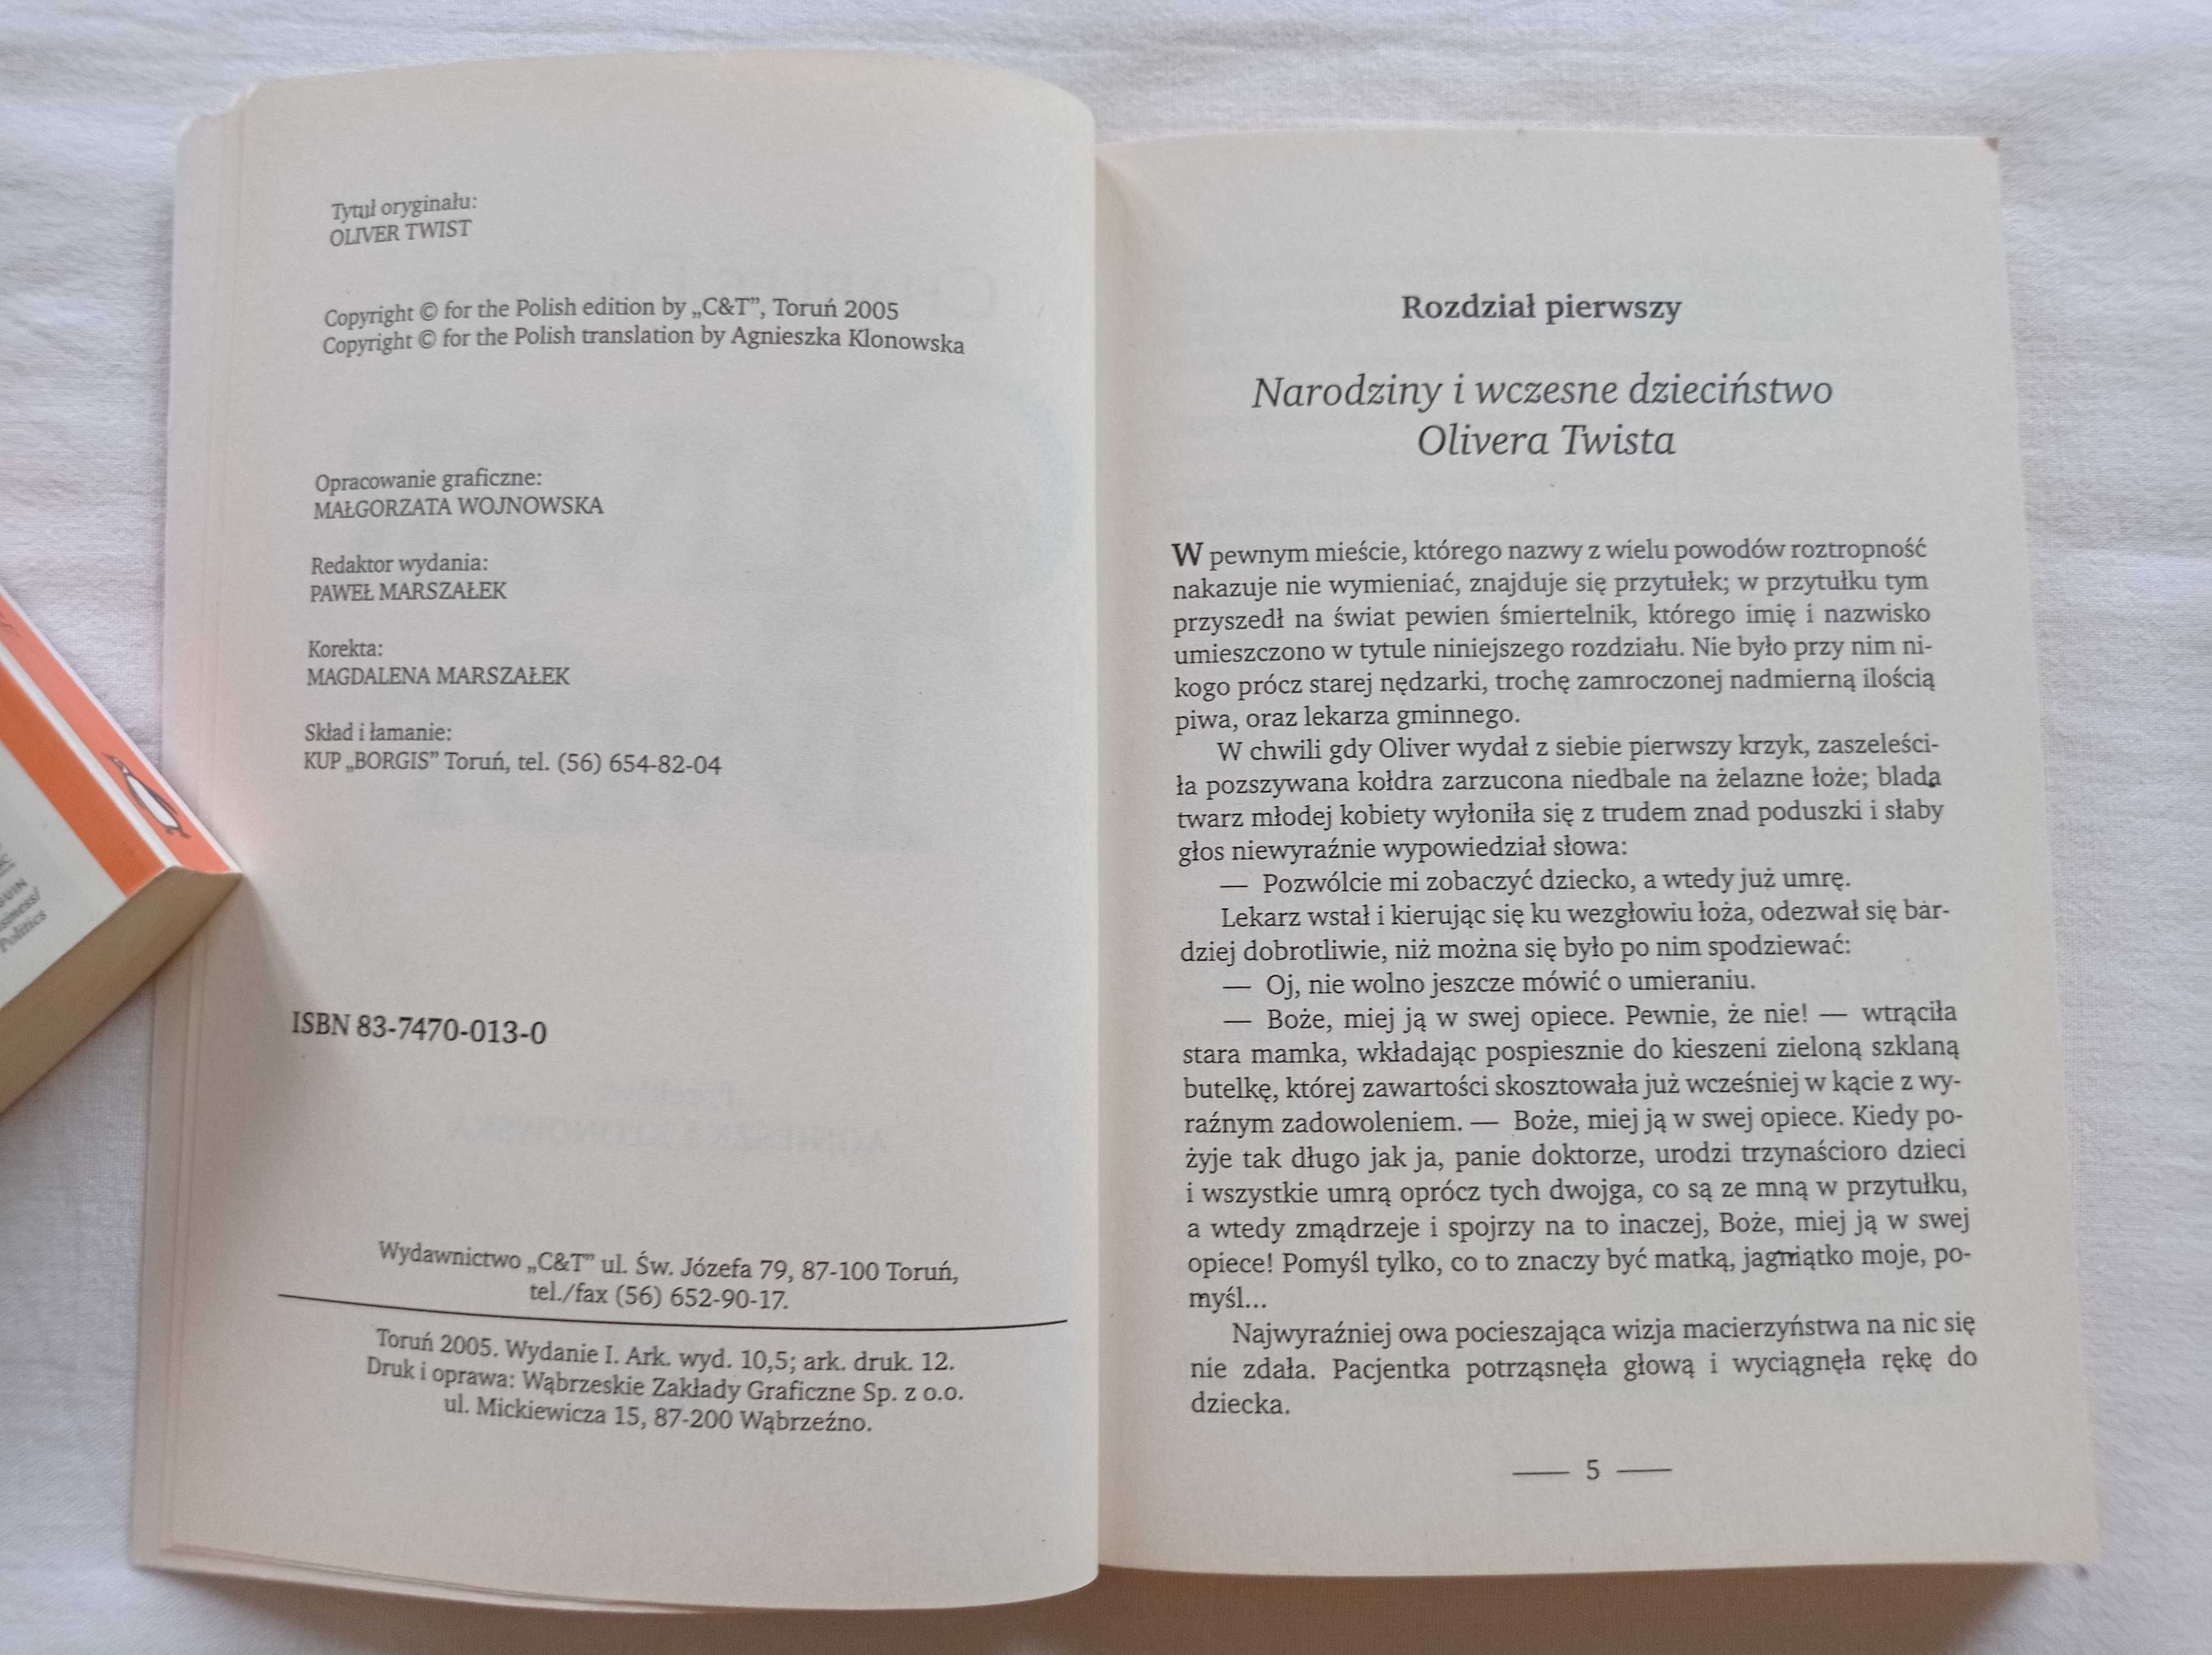 Tytuł oryginału:
OLIVER TWIST
Copyright © for the Polish edition by „C&T”, Toruń 2005
Copyright © for the Polish translation by Agnieszka Klonowska
Opracowanie graficzne:
MAŁGORZATA WOJNOWSKA
Redaktor wydania:
PAWEŁ MARSZAŁEK
Korekta:
MAGDALENA MARSZAŁEK
Skład i łamanie:
KUP „BORGIS” Toruń, tel. (56) 654-82-04
ISBN 83-7470-013-0
Wydawnictwo „C&T” ul. Św. Józefa 79, 87-100 Toruń,
tel./fax (56) 652-90-17.
Toruń 2005. Wydanie I. Ark. wyd. 10,5; ark. druk. 12.
Druk i oprawa: Wąbrzeskie Zakłady Graficzne Sp. z o.o.
ul. Mickiewicza 15, 87-200 Wąbrzeźno.
Politics
Rozdział pierwszy
Narodziny i wczesne dzieciństwo
Olivera Twista
W pewnym mieście, którego nazwy z wielu powodów roztropność
nakazuje nie wymieniać, znajduje się przytułek; w przytułku tym
przyszedł na świat pewien śmiertelnik, którego imię i nazwisko
umieszczono w tytule niniejszego rozdziału. Nie było przy nim ni-
kogo prócz starej nędzarki, trochę zamroczonej nadmierną ilością
piwa, oraz lekarza gminnego.
W chwili gdy Oliver wydał z siebie pierwszy krzyk, zaszeleści-
ła pozszywana kołdra zarzucona niedbale na żelazne łoże; blada
twarz młodej kobiety wyłoniła się z trudem znad poduszki i słaby
głos niewyraźnie wypowiedział słowa:
— Pozwólcie mi zobaczyć dziecko, a wtedy już umrę.
Lekarz wstał i kierując się ku wezgłowiu łoża, odezwał się bar-
dziej dobrotliwie, niż można się było po nim spodziewać:
— Oj, nie wolno jeszcze mówić o umieraniu.
— Boże, miej ją w swej opiece. Pewnie, że nie! — wtrąciła
stara mamka, wkładając pospiesznie do kieszeni zieloną szklaną
butelkę, której zawartości skosztowała już wcześniej w kącie z wy-
raźnym zadowoleniem. — Boże, miej ją w swej opiece. Kiedy po-
żyje tak długo jak ja, panie doktorze, urodzi trzynaścioro dzieci
i wszystkie umrą oprócz tych dwojga, co są ze mną w przytułku,
a wtedy zmądrzeje i spojrzy na to inaczej, Boże, miej ją w swej
opiece! Pomyśl tylko, co to znaczy być matką, jagniątko moje, po-
myśl...
Najwyraźniej owa pocieszająca wizja macierzyństwa na nic się
nie zdała. Pacjentka potrząsnęła głową i wyciągnęła rękę do
dziecka.
— 5 —